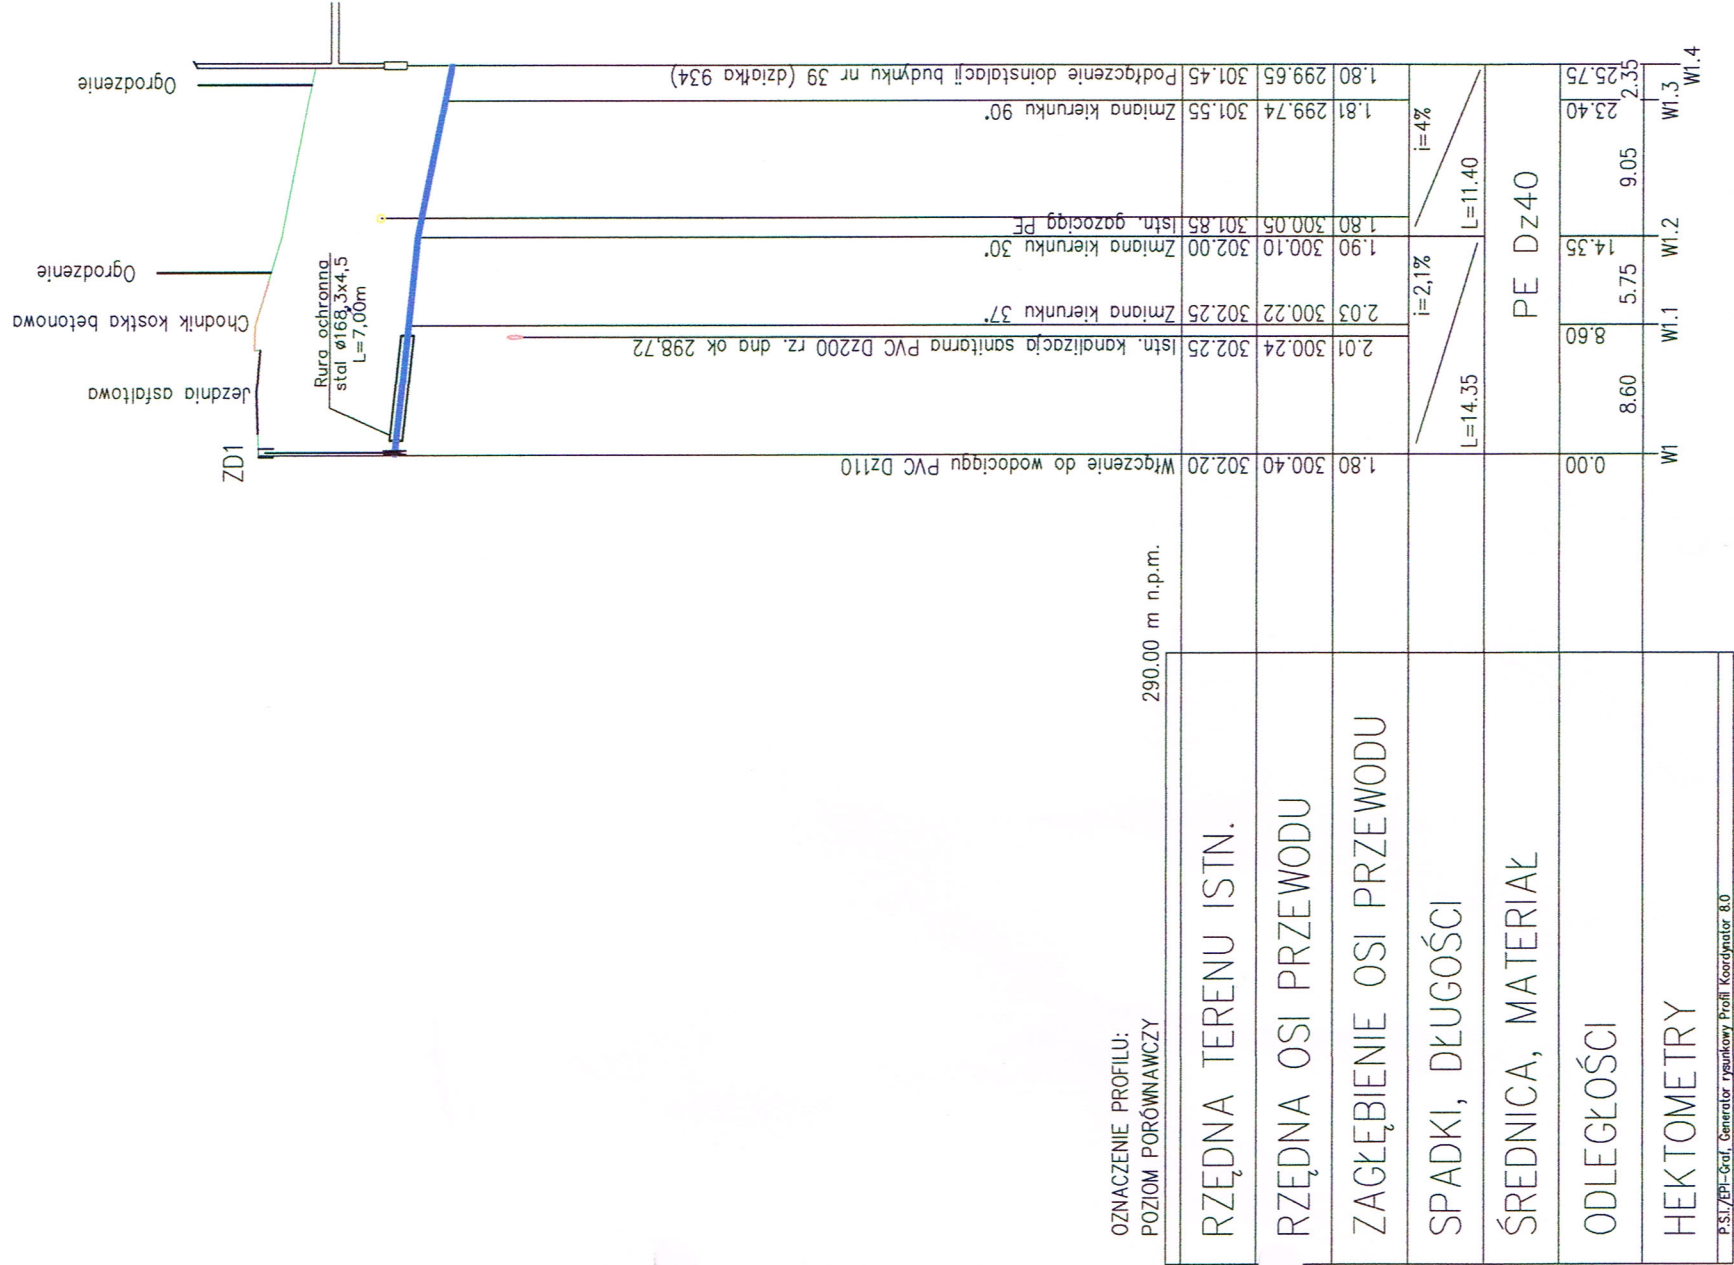 ZD1
Jezdnia asfaltowa
Chodnik kostka betonowa
Ogrodzenie
Ogrodzenie
Rura ochronna
stal ø168,3x4,5
L=7,00m
Włączenie do wodociągu PVC Dz110
Istn. kanalizacja sanitarna PVC Dz200 rz. dna ok 298,72
Zmiana kierunku 37°
Zmiana kierunku 30°
Istn. gazociąg PE
Zmiana kierunku 90°
Podłączenie doinstalacji budynku nr 39 (działka 934)
OZNACZENIE PROFILU:
POZIOM PORÓWNAWCZY 290.00 m n.p.m.
RZĘDNA TERENU ISTN. 302.20 302.25 302.25 302.00 301.85 301.55 301.45
RZĘDNA OSI PRZEWODU 300.40 300.24 300.22 300.10 300.05 299.74 299.65
ZAGŁĘBIENIE OSI PRZEWODU 1.80 2.01 2.03 1.90 1.80 1.81 1.80
SPADKI, DŁUGOŚCI L=14.35 i=2,1% L=11.40 i=4%
ŚREDNICA, MATERIAŁ PE Dz40
ODLEGŁOŚCI 0.00 8.60 14.35 23.40 25.75
8.60 5.75 9.05 2.35
HEKTOMETRY W1 W1.1 W1.2 W1.3 W1.4
P.S.I./EPI-Graf, Generator rysunkowy Profil Koordynator 8.0